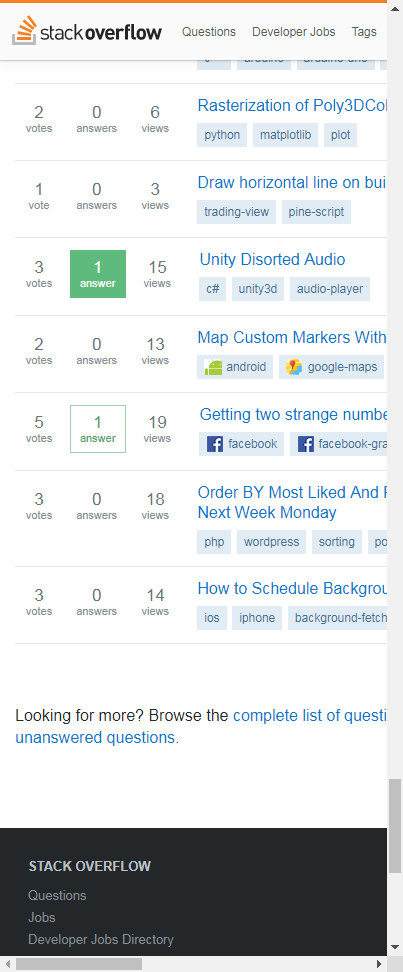 stackoverflow Questions Developer Jobs Tags
2 0 6 Rasterization of Poly3DCol
votes answers views
python matplotlib plot
1 0 3 Draw horizontal line on bui
vote answers views
trading-view pine-script
3 1 15 Unity Disorted Audio
votes answer views
c# unity3d audio-player
2 0 13 Map Custom Markers With
votes answers views
android google-maps
5 1 19 Getting two strange numbe
votes answer views
facebook facebook-gra
3 0 18 Order BY Most Liked And
votes answers views
Next Week Monday
php wordpress sorting po
3 0 14 How to Schedule Backgrou
votes answers views
ios iphone background-fetch
Looking for more? Browse the complete list of questi
unanswered questions.
STACK OVERFLOW
Questions
Jobs
Developer Jobs Directory